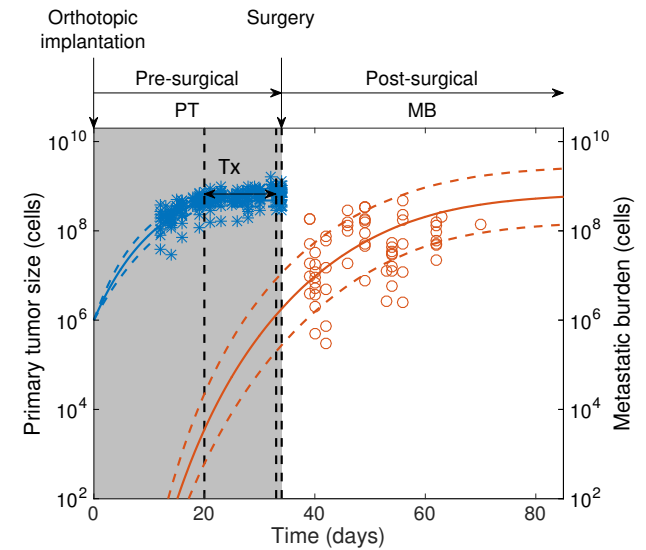 Orthotopic
implantation
Surgery
Pre-surgical
Post-surgical
PT
MB
Tx
Primary tumor size (cells)
10^10
10^8
10^6
10^4
10^2
10^10
10^8
10^6
10^4
10^2
Metastatic burden (cells)
0
20
40
60
80
Time (days)